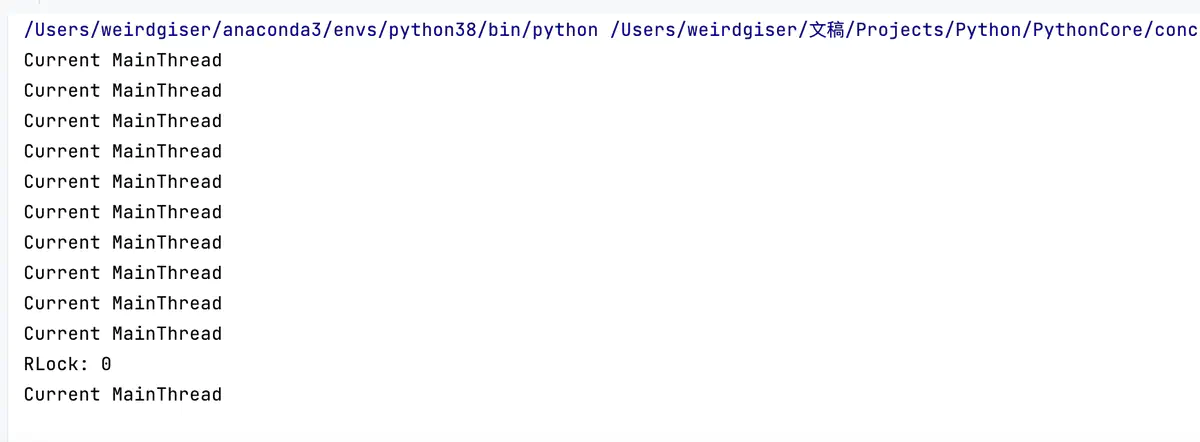 /Users/weirdgiser/anaconda3/envs/python38/bin/python /Users/weirdgiser/文稿/Projects/Python/PythonCore/conc
Current MainThread
Current MainThread
Current MainThread
Current MainThread
Current MainThread
Current MainThread
Current MainThread
Current MainThread
Current MainThread
Current MainThread
RLock: 0
Current MainThread